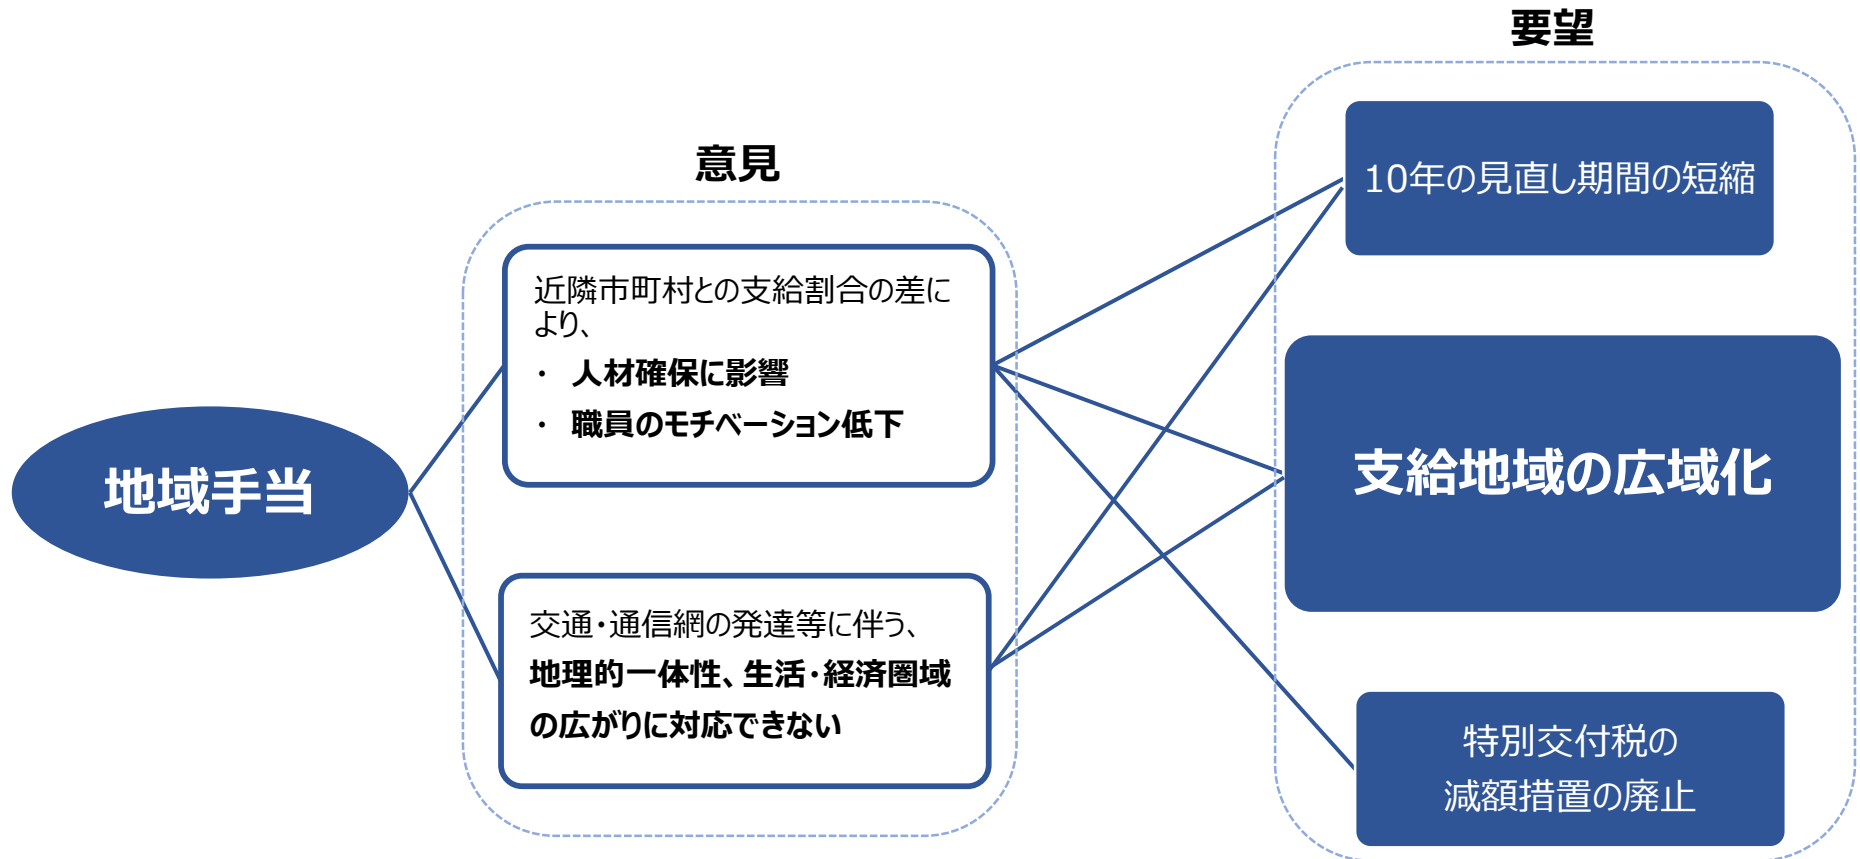 地域手当
意見
近隣市町村との支給割合の差に
より、
・ 人材確保に影響
・ 職員のモチベーション低下
交通・通信網の発達等に伴う、
地理的一体性、生活・経済圏域
の広がりに対応できない
要望
10年の見直し期間の短縮
支給地域の広域化
特別交付税の
減額措置の廃止